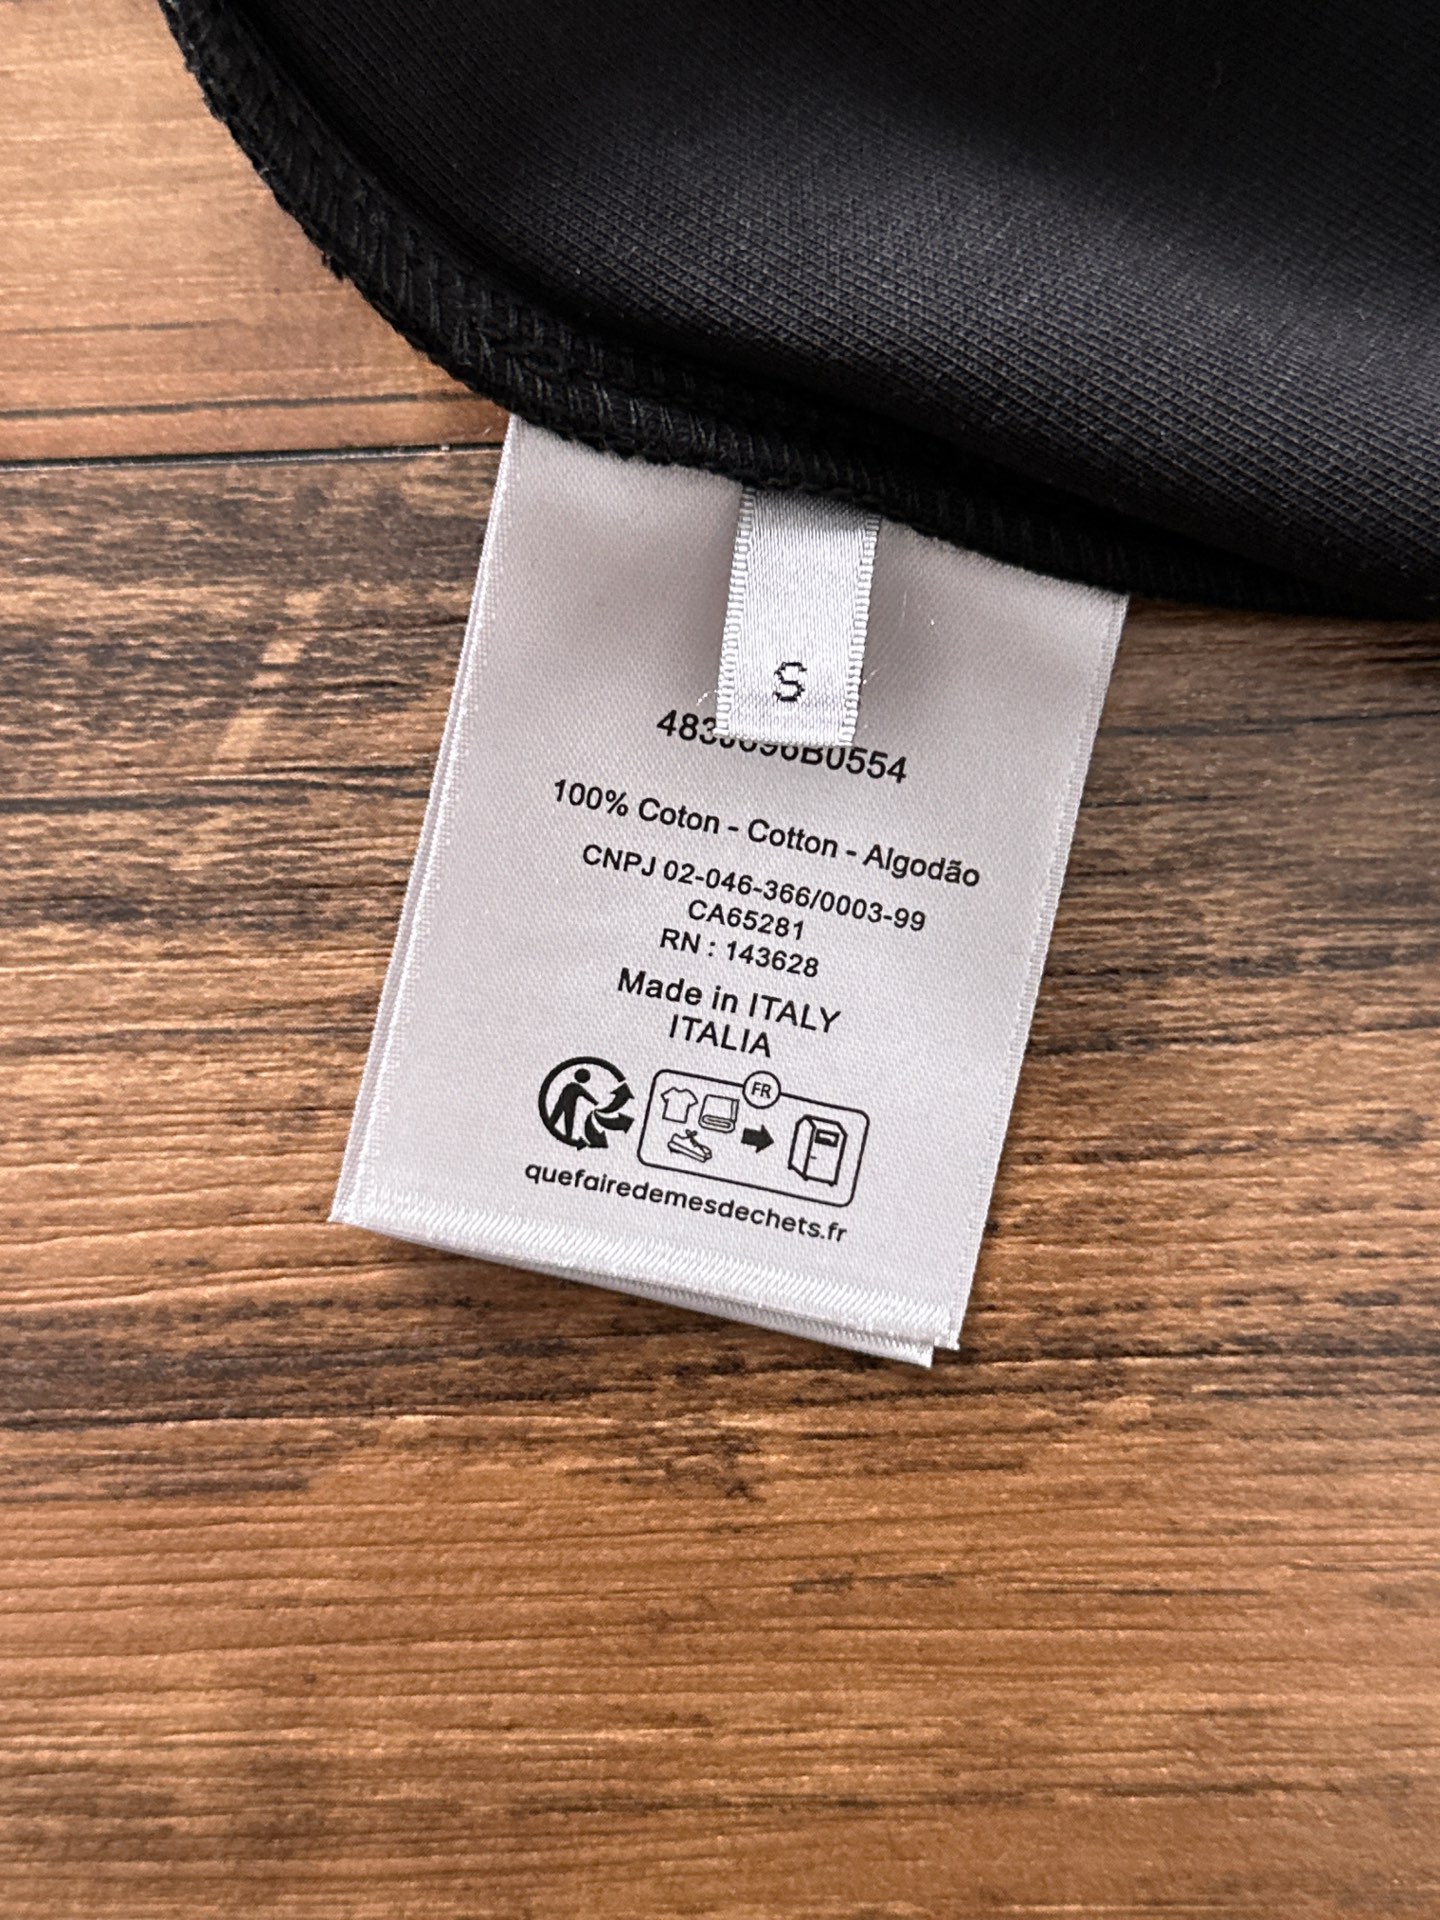 S
100% Coton - Cotton - Algodão
CNPJ 02-046-366/0003-99
CA65281
RN : 143628
Made in ITALY
ITALIA
FR
quefairedemesdechets.fr